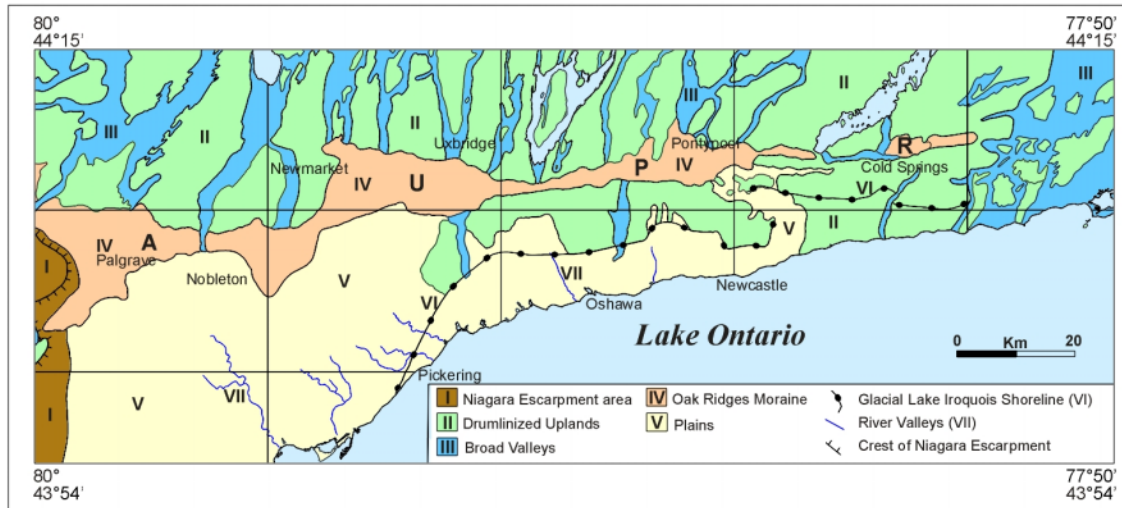 80°
44°15'
77°50'
44°15'
III
II
II
III
II
III
Uxbridge
Pontypool
R
Newmarket
IV
U
P
IV
Cold Springs
VI
IV
A
Palgrave
V
II
I
Nobleton
V
VII
VI
Oshawa
Newcastle
Lake Ontario
0
Km
20
Pickering
I
V
VII
I Niagara Escarpment area
IV Oak Ridges Moraine
Glacial Lake Iroquois Shoreline (VI)
II Drumlinized Uplands
V Plains
River Valleys (VII)
III Broad Valleys
Crest of Niagara Escarpment
80°
43°54'
77°50'
43°54'